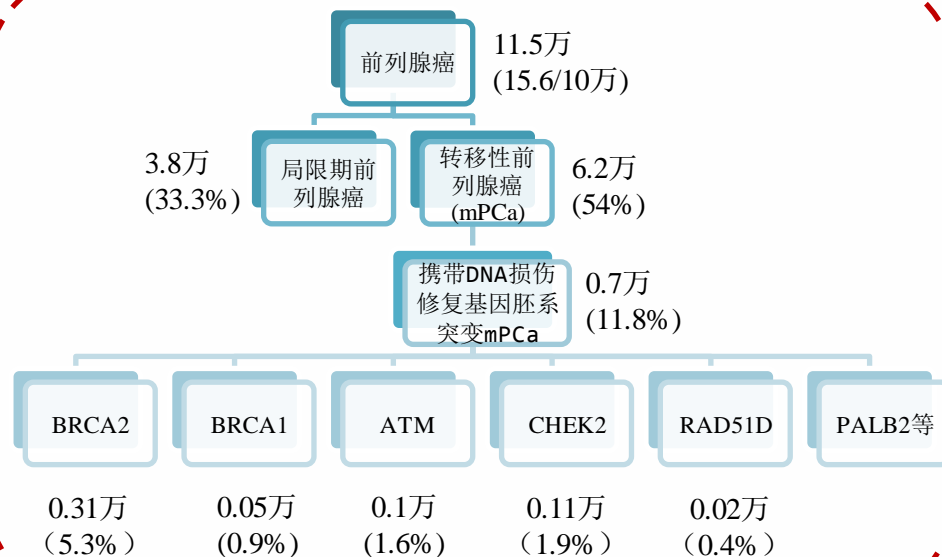 前列腺癌
11.5万
(15.6/10万)
3.8万
(33.3%)
局限期前
列腺癌
转移性前
列腺癌
(mPCa)
6.2万
(54%)
携带DNA损伤
修复基因胚系
突变mPCa
0.7万
(11.8%)
BRCA2
BRCA1
ATM
CHEK2
RAD51D
PALB2等
0.31万
（5.3%）
0.05万
(0.9%)
0.1万
(1.6%)
0.11万
（1.9%）
0.02万
（0.4%）